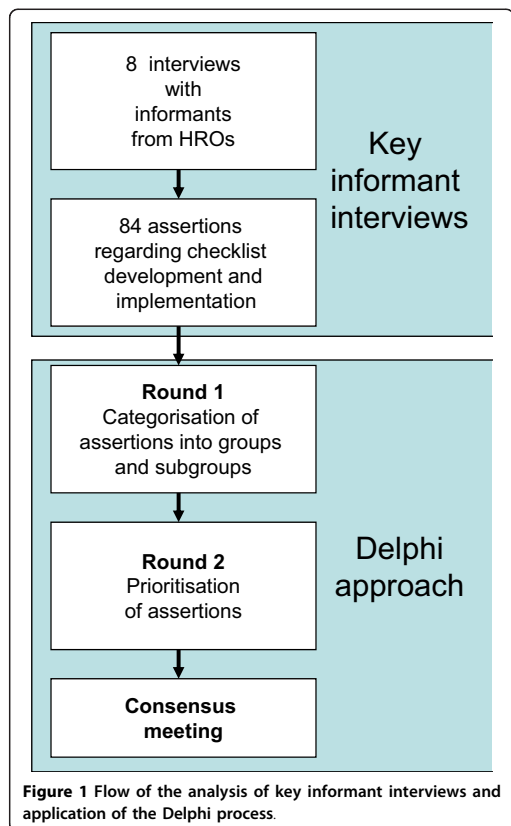 8 interviews
with
informants
from HROs
Key
informant
interviews
84 assertions
regarding checklist
development and
implementation
Round 1
Categorisation of
assertions into groups
and subgroups
Delphi
approach
Round 2
Prioritisation
of assertions
Consensus
meeting
Figure 1 Flow of the analysis of key informant interviews and
application of the Delphi process.